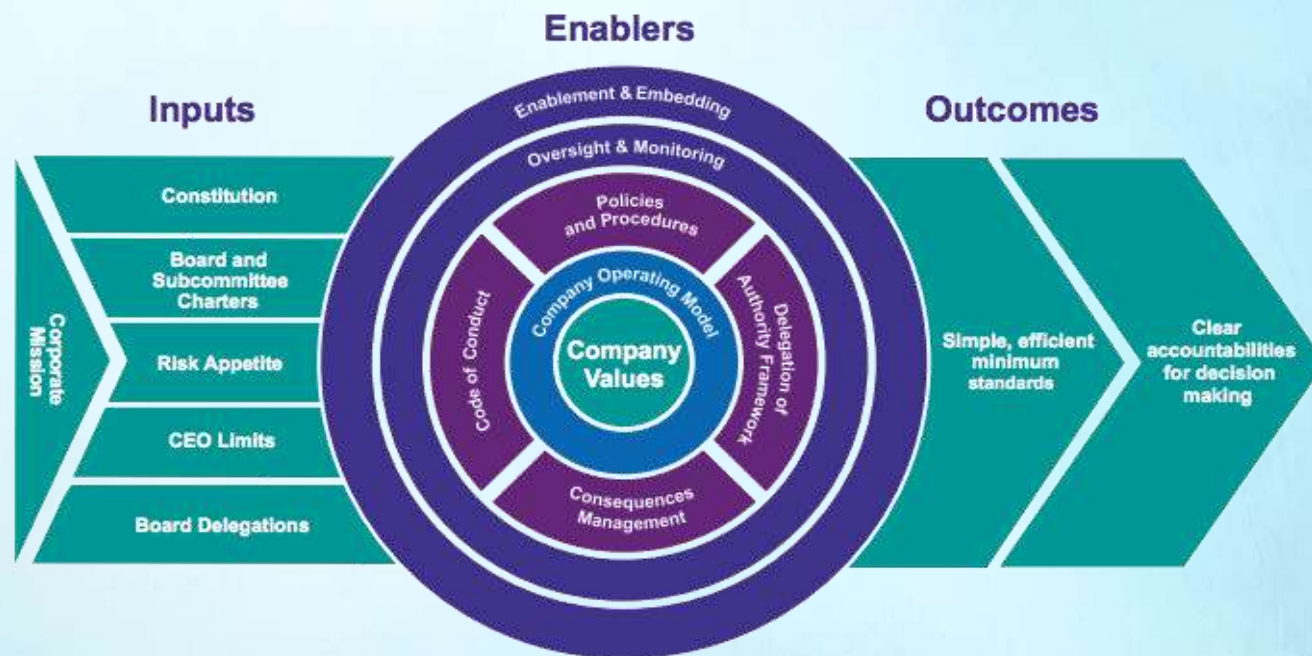 Enablers
Inputs
Outcomes
Corporate
Mission
Constitution
Board and
Subcommittee
Charters
Risk Appetite
CEO Limits
Board Delegations
Enablement & Embedding
Oversight & Monitoring
Policies
and Procedures
Code of Conduct
Company Operating Model
Company
Values
Delegation of
Authority Framework
Consequences
Management
Simple, efficient
minimum
standards
Clear
accountabilities
for decision
making